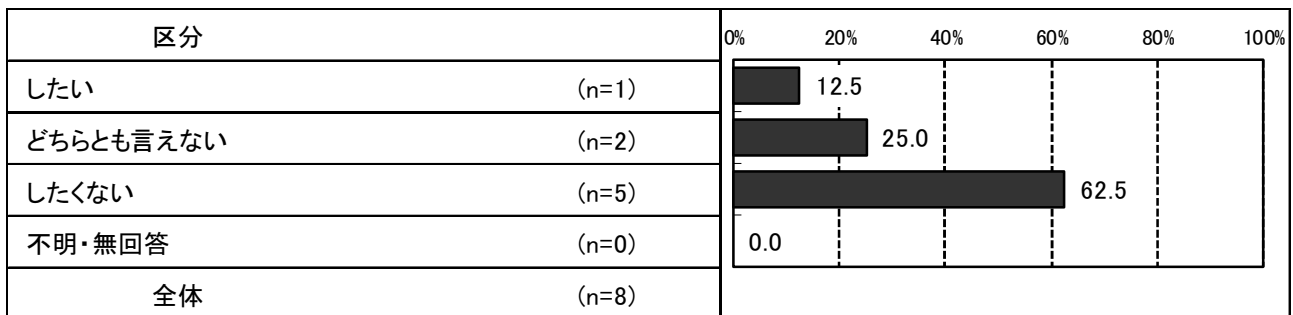 区分 0% 20% 40% 60% 80% 100%
したい (n=1) 12.5
どちらとも言えない (n=2) 25.0
したくない (n=5) 62.5
不明・無回答 (n=0) 0.0
全体 (n=8)